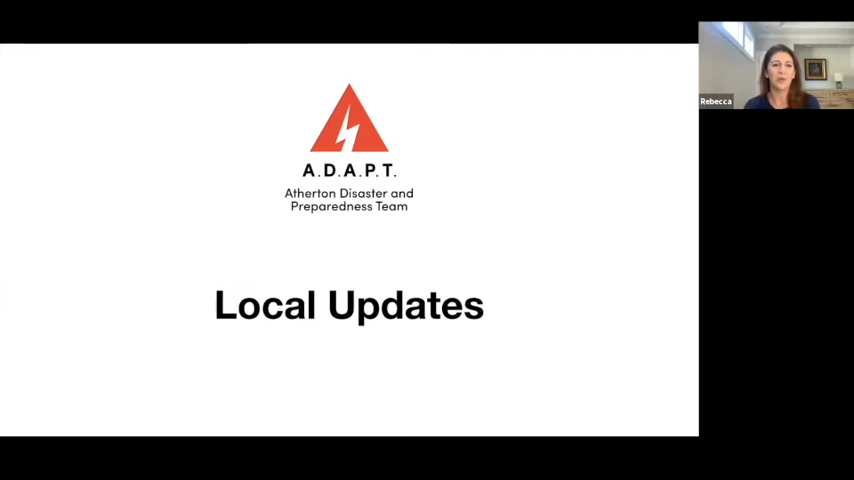 Rebecca
A.D.A.P.T.
Atherton Disaster and
Preparedness Team
Local Updates